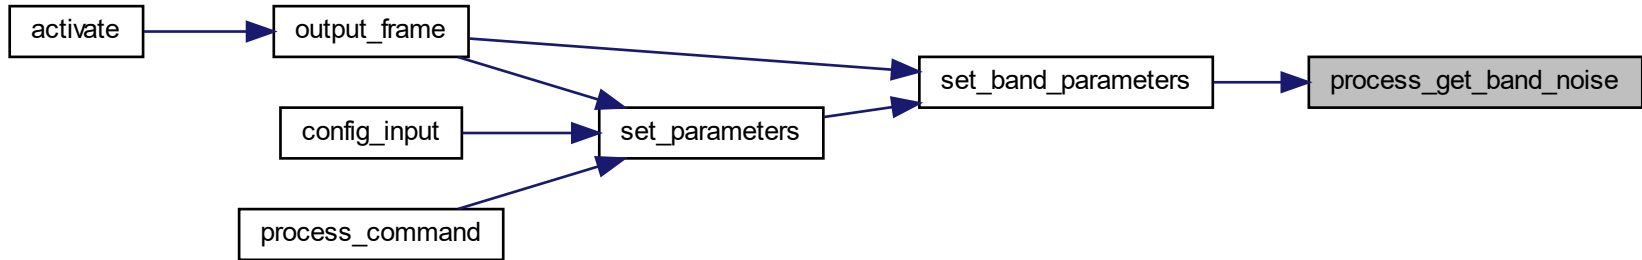 activate
output_frame
set_band_parameters
process_get_band_noise
config_input
set_parameters
process_command